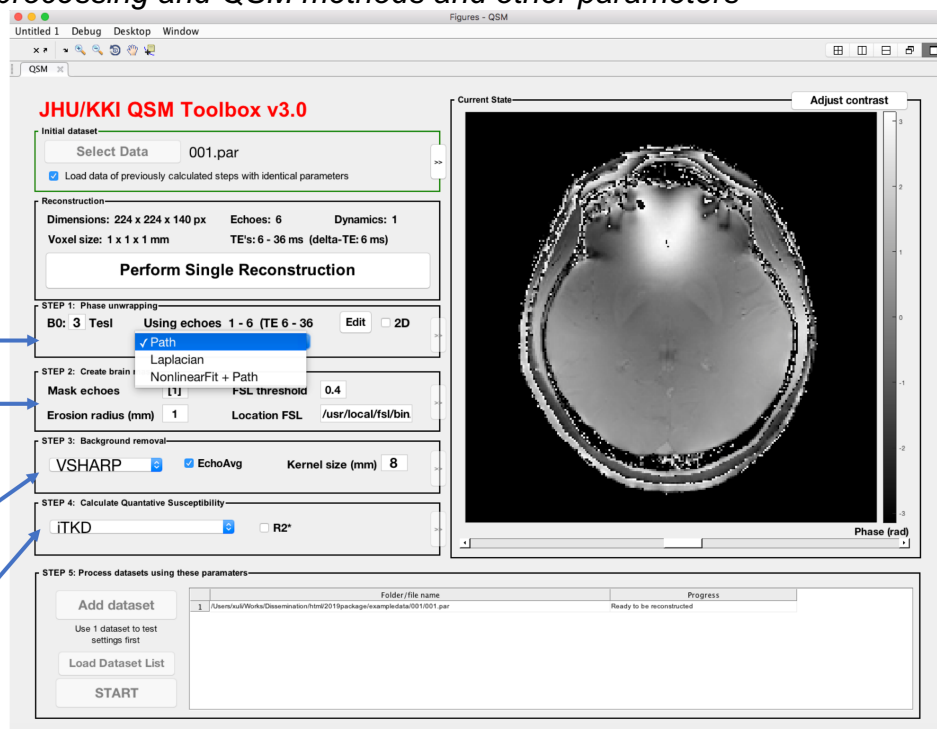 processing and QSM methods and other parameters
Figures - QSM
Untitled 1 Debug Desktop Window
QSM
JHU/KKI QSM Toolbox v3.0
Initial dataset
Select Data 001.par
>>
Load data of previously calculated steps with identical parameters
Reconstruction
Dimensions: 224 x 224 x 140 px Echoes: 6 Dynamics: 1
Voxel size: 1 x 1 x 1 mm TE's: 6 - 36 ms (delta-TE: 6 ms)
Perform Single Reconstruction
STEP 1: Phase unwrapping
B0: 3 Tesl Using echoes 1 - 6 (TE 6 - 36 Edit 2D
>>
✓ Path
Laplacian
NonlinearFit + Path
STEP 2: Create brain
Mask echoes [1] FSL threshold 0.4
>>
Erosion radius (mm) 1 Location FSL /usr/local/fsl/bin
STEP 3: Background removal
VSHARP EchoAvg Kernel size (mm) 8
>>
STEP 4: Calculate Quantative Susceptibility
iTKD R2*
>>
Current State
Adjust contrast
3
2
1
0
-1
-2
-3
Phase (rad)
STEP 5: Process datasets using these paramaters
Add dataset
Use 1 dataset to test
settings first
Load Dataset List
START
Folder/file name Progress
1 /Users/xuli/Works/Dissemination/html/2019package/exampledata/001/001.par Ready to be reconstructed